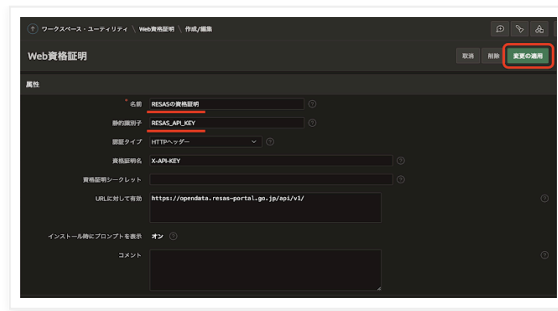 ワークスペース・ユーティリティ \ Web資格証明 \ 作成/編集
Web資格証明
取消 削除 変更の適用
属性
* 名前 RESASの資格証明
静的識別子 RESAS_API_KEY
認証タイプ HTTPヘッダー
資格証明名 X-API-KEY
資格証明シークレット
URLに対して有効 https://opendata.resas-portal.go.jp/api/v1/
インストール時にプロンプトを表示 オン
コメント